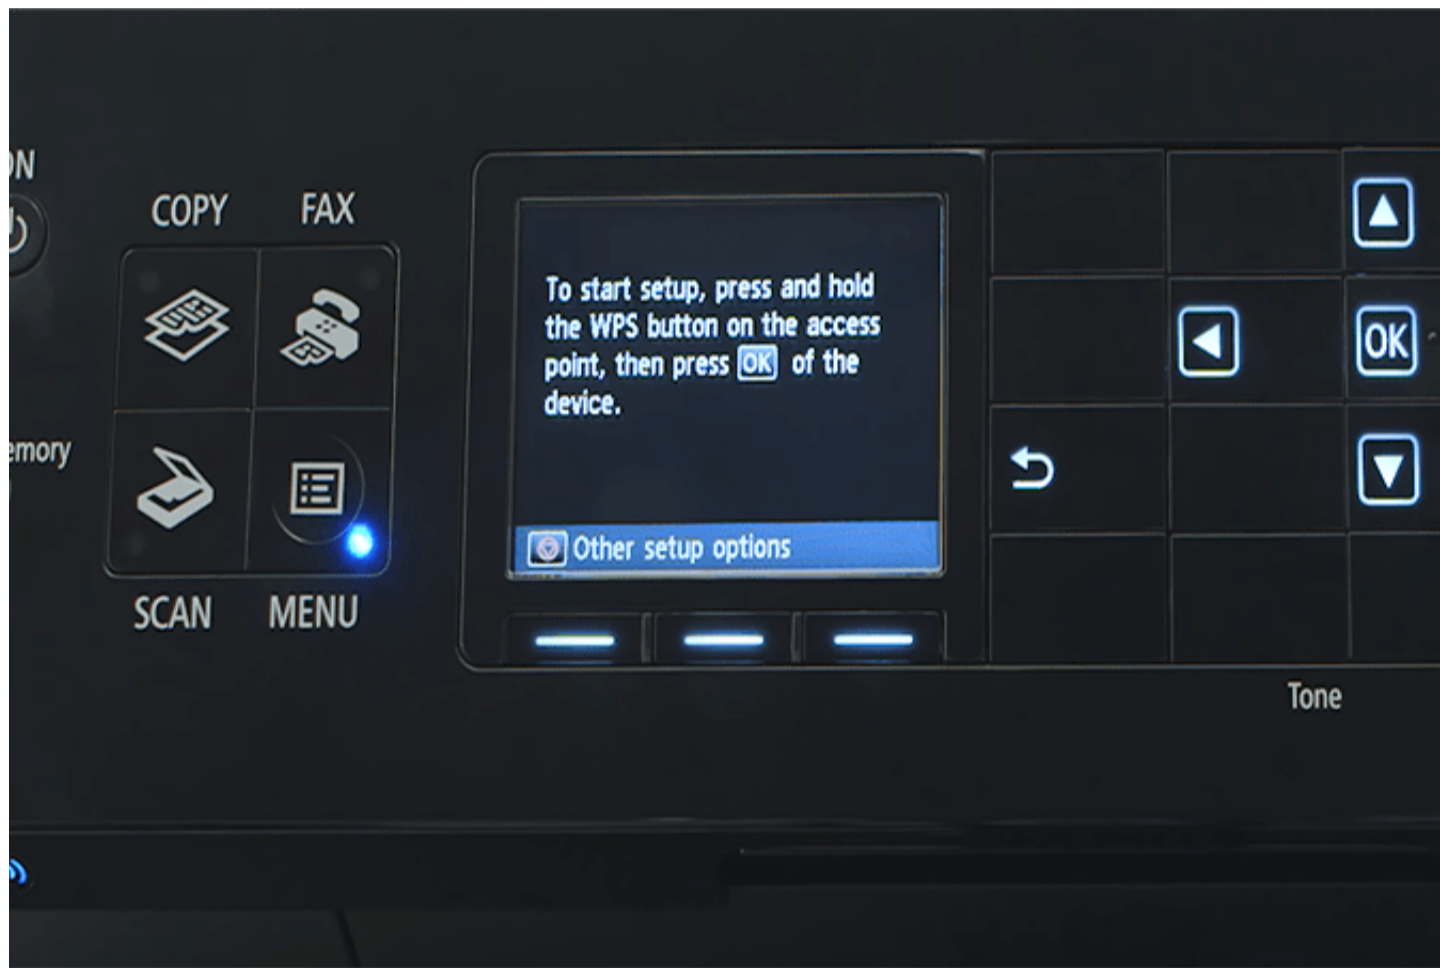 COPY
FAX
To start setup, press and hold
the WPS button on the access
point, then press OK of the
device.
Other setup options
OK
SCAN
MENU
Tone